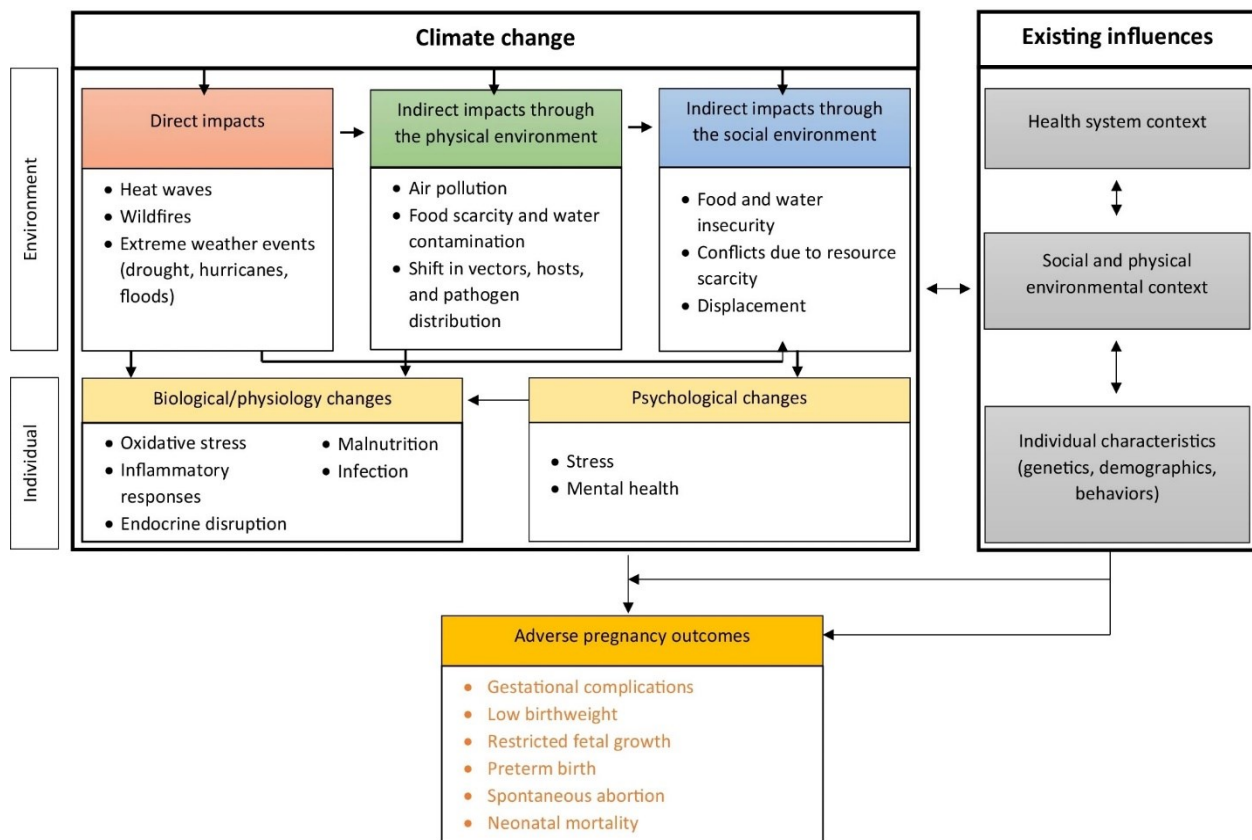 Climate change
Existing influences
Environment
Direct impacts
Indirect impacts through
the physical environment
Indirect impacts through
the social environment
Health system context
• Heat waves
• Wildfires
• Extreme weather events
(drought, hurricanes,
floods)
• Air pollution
• Food scarcity and water
contamination
• Shift in vectors, hosts,
and pathogen
distribution
• Food and water
insecurity
• Conflicts due to resource
scarcity
• Displacement
Social and physical
environmental context
Individual
Biological/physiology changes
Psychological changes
• Oxidative stress
• Inflammatory
responses
• Endocrine disruption
• Malnutrition
• Infection
• Stress
• Mental health
Individual characteristics
(genetics, demographics,
behaviors)
Adverse pregnancy outcomes
• Gestational complications
• Low birthweight
• Restricted fetal growth
• Preterm birth
• Spontaneous abortion
• Neonatal mortality